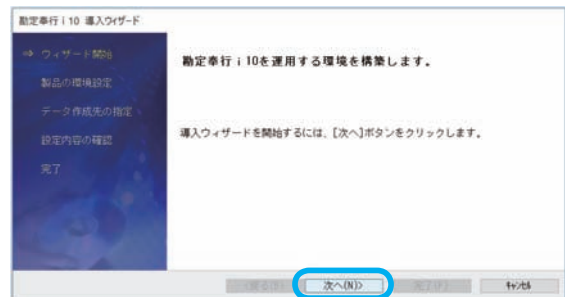 勘定奉行ｉ10 導入ウィザード
⇒ ウィザード開始
製品の環境設定
データ作成先の指定
設定内容の確認
完了
勘定奉行ｉ10を運用する環境を構築します。
導入ウィザードを開始するには、[次へ]ボタンをクリックします。
次へ(N)>
キャンセル